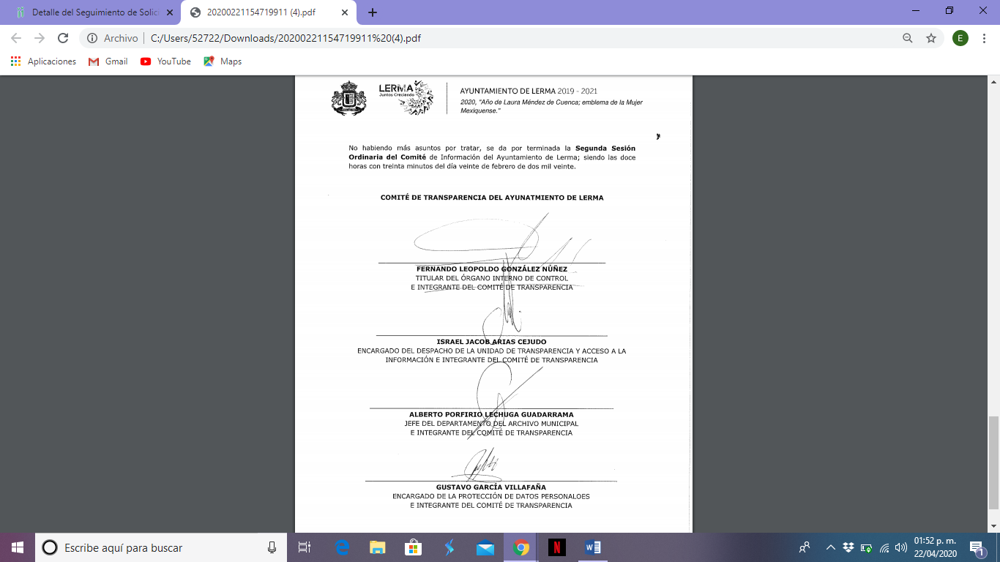 Detalle del Seguimiento de Solici
20200221154719911 (4).pdf
Archivo
C:/Users/52722/Downloads/20200221154719911%20(4).pdf
E
Aplicaciones
Gmail
YouTube
Maps
LERMA
Juntos Creciendo
AYUNTAMIENTO DE LERMA 2019 - 2021
2020, "Año de Laura Méndez de Cuenca; emblema de la Mujer
Mexiquense."
No habiendo más asuntos por tratar, se da por terminada la Segunda Sesión
Ordinaria del Comité de Información del Ayuntamiento de Lerma; siendo las doce
horas con treinta minutos del día veinte de febrero de dos mil veinte.
COMITÉ DE TRANSPARENCIA DEL AYUNATMIENTO DE LERMA
FERNANDO LEOPOLDO GONZÁLEZ NÚÑEZ
TITULAR DEL ÓRGANO INTERNO DE CONTROL
E INTEGRANTE DEL COMITÉ DE TRANSPARENCIA
ISRAEL JACOB ARIAS CEJUDO
ENCARGADO DEL DESPACHO DE LA UNIDAD DE TRANSPARENCIA Y ACCESO A LA
INFORMACIÓN E INTEGRANTE DEL COMITÉ DE TRANSPARENCIA
ALBERTO PORFIRIO LECHUGA GUADARRAMA
JEFE DEL DEPARTAMENTO DEL ARCHIVO MUNICIPAL
E INTEGRANTE DEL COMITÉ DE TRANSPARENCIA
GUSTAVO GARCÍA VILLAFAÑA
ENCARGADO DE LA PROTECCIÓN DE DATOS PERSONALOES
E INTEGRANTE DEL COMITÉ DE TRANSPARENCIA
Escribe aquí para buscar
01:52 p. m.
22/04/2020
1